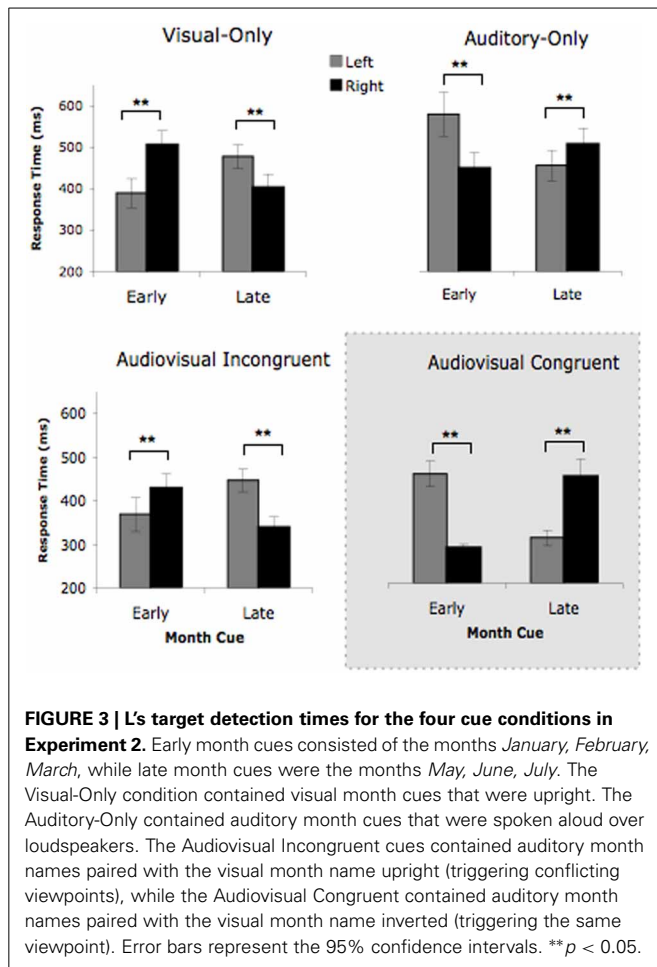 Visual-Only
Auditory-Only
Left
Right
Response Time (ms)
600
500
400
300
200
**
**
**
**
Early
Late
Early
Late
Audiovisual Incongruent
Audiovisual Congruent
Response Time (ms)
600
500
400
300
200
**
**
**
**
Early
Late
Early
Late
Month Cue
Month Cue
FIGURE 3 | L's target detection times for the four cue conditions in
Experiment 2. Early month cues consisted of the months January, February,
March, while late month cues were the months May, June, July. The
Visual-Only condition contained visual month cues that were upright. The
Auditory-Only contained auditory month cues that were spoken aloud over
loudspeakers. The Audiovisual Incongruent cues contained auditory month
names paired with the visual month name upright (triggering conflicting
viewpoints), while the Audiovisual Congruent contained auditory month
names paired with the visual month name inverted (triggering the same
viewpoint). Error bars represent the 95% confidence intervals. **p < 0.05.